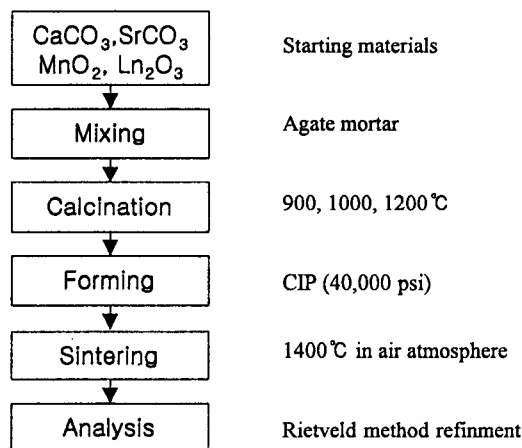 CaCO3,SrCO3 Starting materials
MnO2, Ln2O3
Mixing Agate mortar
Calcination 900, 1000, 1200℃
Forming CIP (40,000 psi)
Sintering 1400℃ in air atmosphere
Analysis Rietveld method refinment